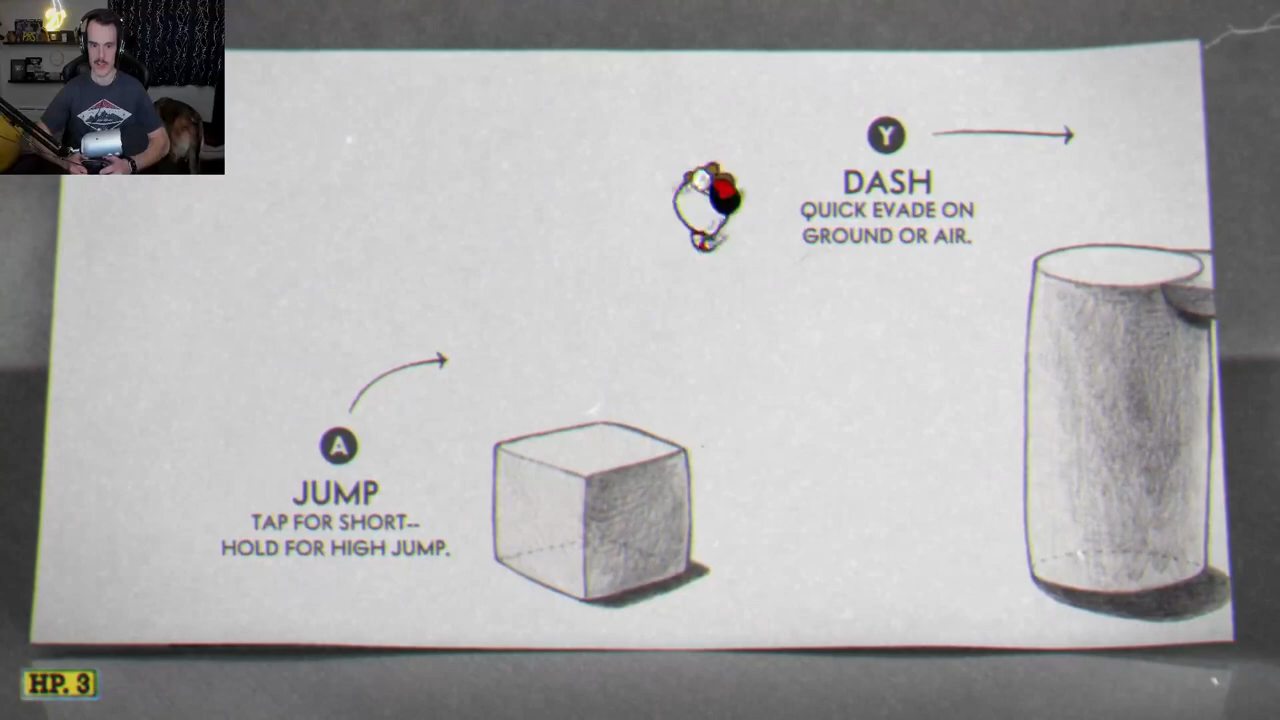 Y
DASH
QUICK EVADE ON
GROUND OR AIR.
A
JUMP
TAP FOR SHORT--
HOLD FOR HIGH JUMP.
HP. 3